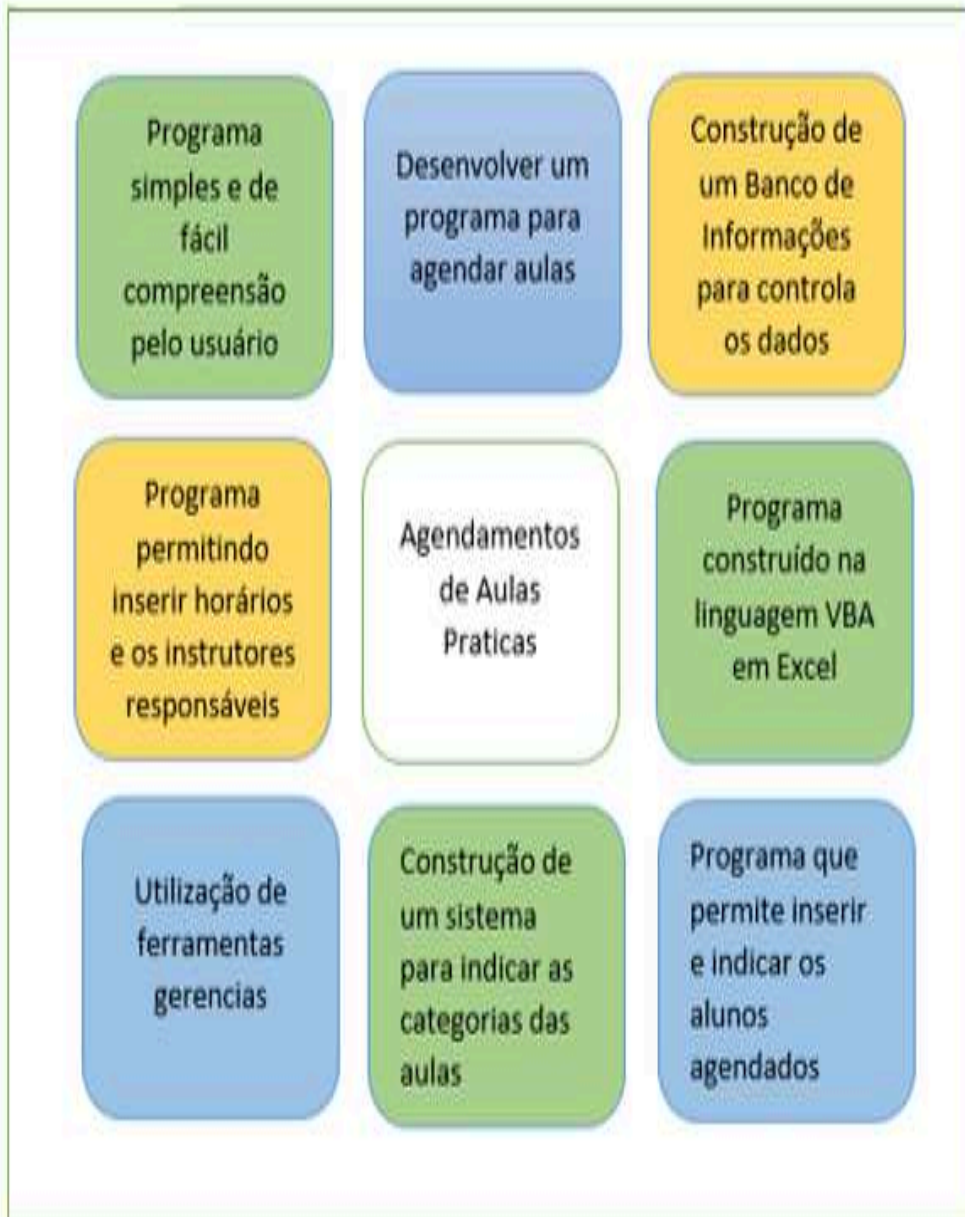 Programa
simples e de
fácil
compreensão
pelo usuário
Desenvolver um
programa para
agendar aulas
Construção de
um Banco de
Informações
para controla
os dados
Programa
permitindo
inserir horários
e os instrutores
responsáveis
Agendamentos
de Aulas
Praticas
Programa
construído na
linguagem VBA
em Excel
Utilização de
ferramentas
gerencias
Construção de
um sistema
para indicar as
categorias das
aulas
Programa que
permite inserir
e indicar os
alunos
agendados